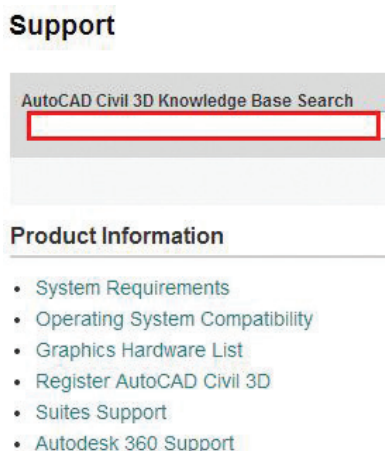 Support
AutoCAD Civil 3D Knowledge Base Search
Product Information
• System Requirements
• Operating System Compatibility
• Graphics Hardware List
• Register AutoCAD Civil 3D
• Suites Support
• Autodesk 360 Support